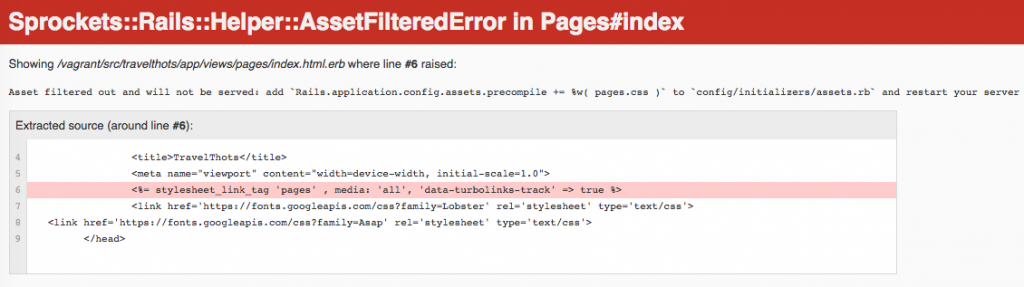 Sprockets::Rails::Helper::AssetFilteredError in Pages#index
Showing /vagrant/src/travelthots/app/views/pages/index.html.erb where line #6 raised:
Asset filtered out and will not be served: add `Rails.application.config.assets.precompile += %w( pages.css )` to `config/initializers/assets.rb` and restart your server
Extracted source (around line #6):
4 <title>TravelThots</title>
5 <meta name="viewport" content="width=device-width, initial-scale=1.0">
6 <%= stylesheet_link_tag 'pages' , media: 'all', 'data-turbolinks-track' => true %>
7 <link href='https://fonts.googleapis.com/css?family=Lobster' rel='stylesheet' type='text/css'>
8 <link href='https://fonts.googleapis.com/css?family=Asap' rel='stylesheet' type='text/css'>
9 </head>